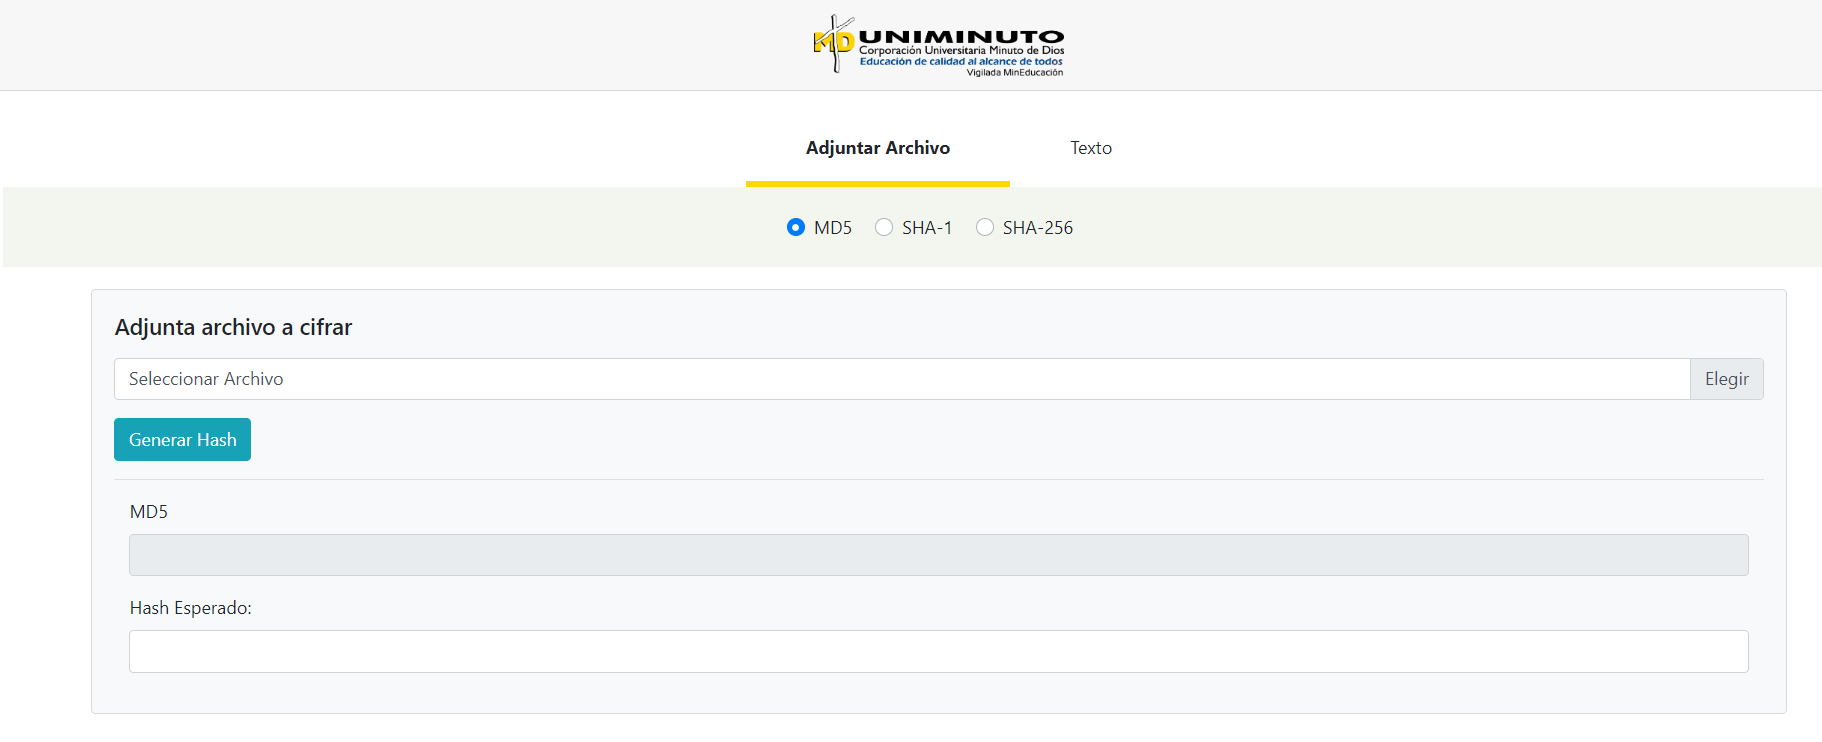 MD UNIMINUTO
Corporación Universitaria Minuto de Dios
Educación de calidad al alcance de todos
Vigilada MinEducación
Adjuntar Archivo Texto
MD5 SHA-1 SHA-256
Adjunta archivo a cifrar
Seleccionar Archivo Elegir
Generar Hash
MD5
Hash Esperado: